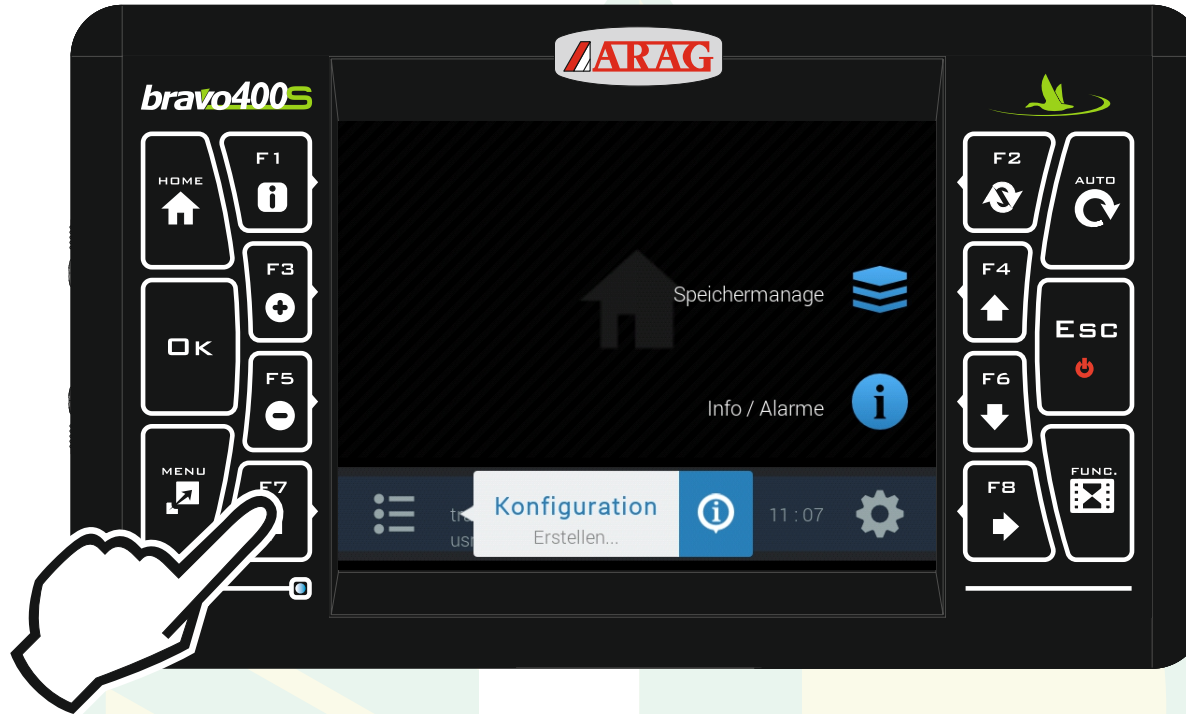 ARAG
bravo400S
HOME
F1
F2
AUTO
F3
F4
Speichermanage
OK
ESC
F5
F6
Info / Alarme
MENU
F7
Konfiguration
Erstellen...
11:07
F8
FUNC.